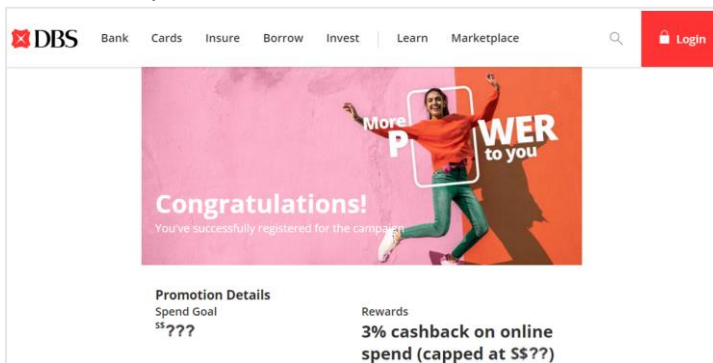 DBS Bank Cards Insure Borrow Invest Learn Marketplace Login
More
P WER
to you
Congratulations!
You've successfully registered for the campaign
Promotion Details
Spend Goal
S$???
Rewards
3% cashback on online
spend (capped at S$??)